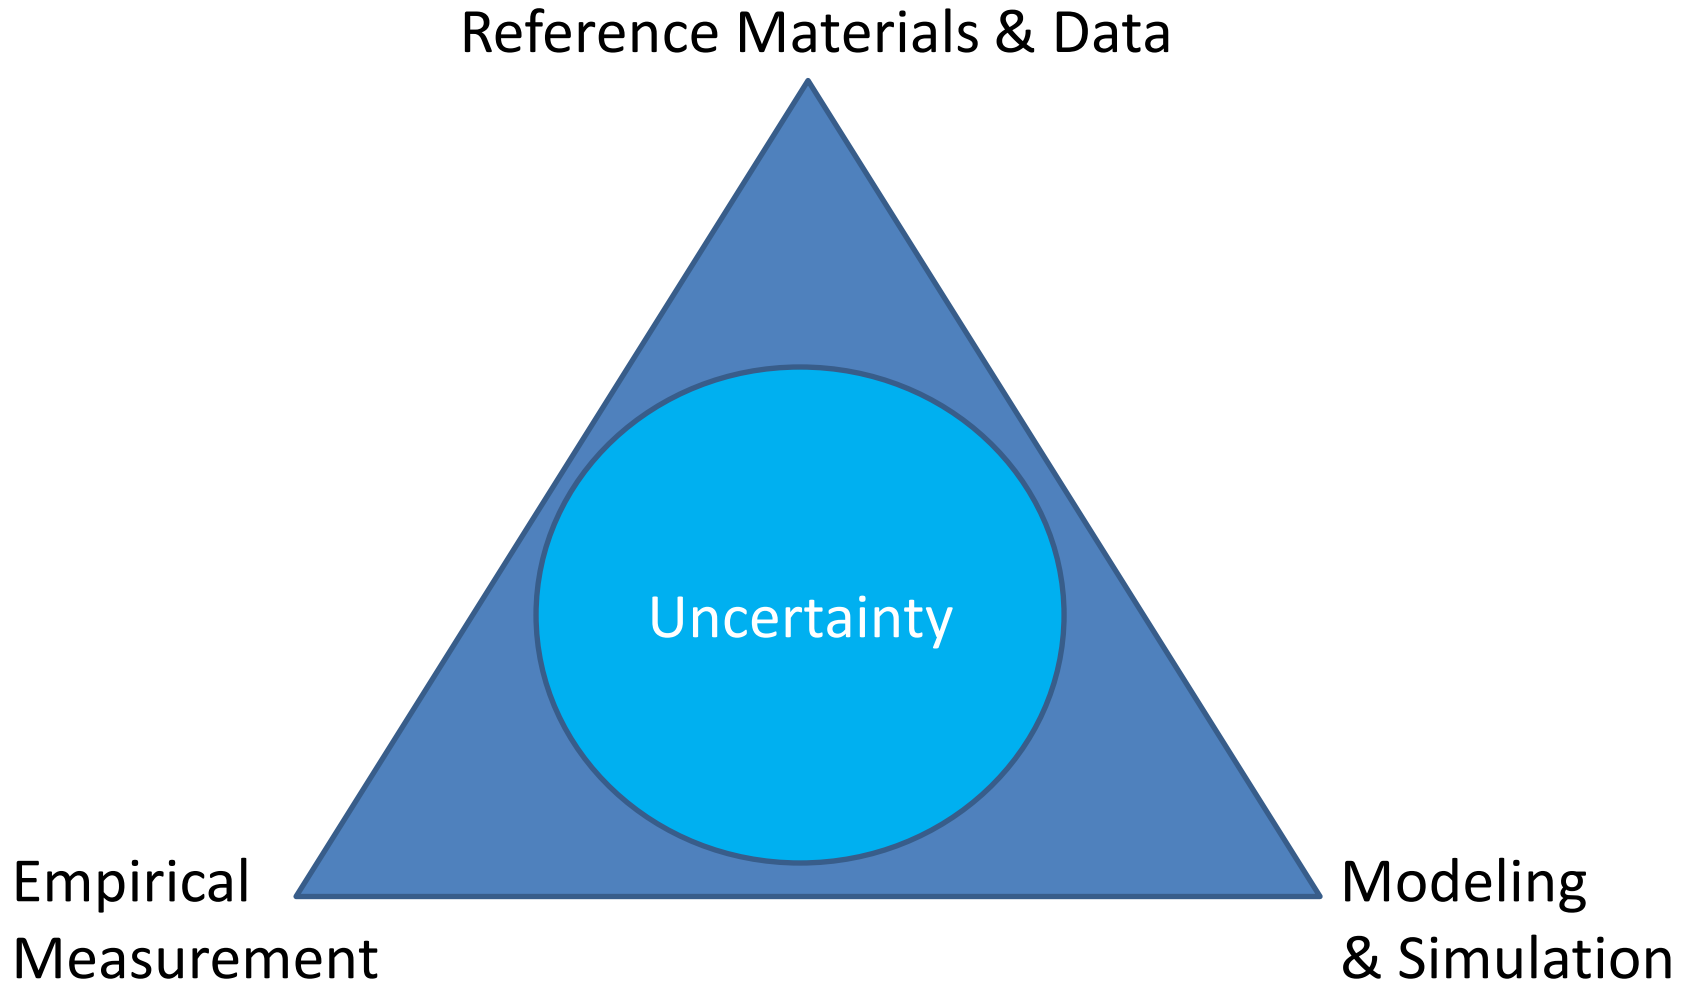 Reference Materials & Data
Uncertainty
Empirical
Measurement
Modeling
& Simulation